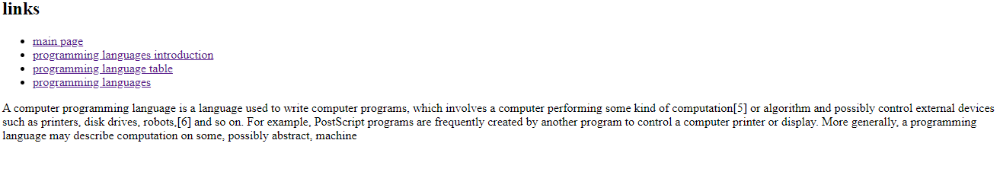 links
main page
programming languages introduction
programming language table
programming languages
A computer programming language is a language used to write computer programs, which involves a computer performing some kind of computation[5] or algorithm and possibly control external devices
such as printers, disk drives, robots,[6] and so on. For example, PostScript programs are frequently created by another program to control a computer printer or display. More generally, a programming
language may describe computation on some, possibly abstract, machine